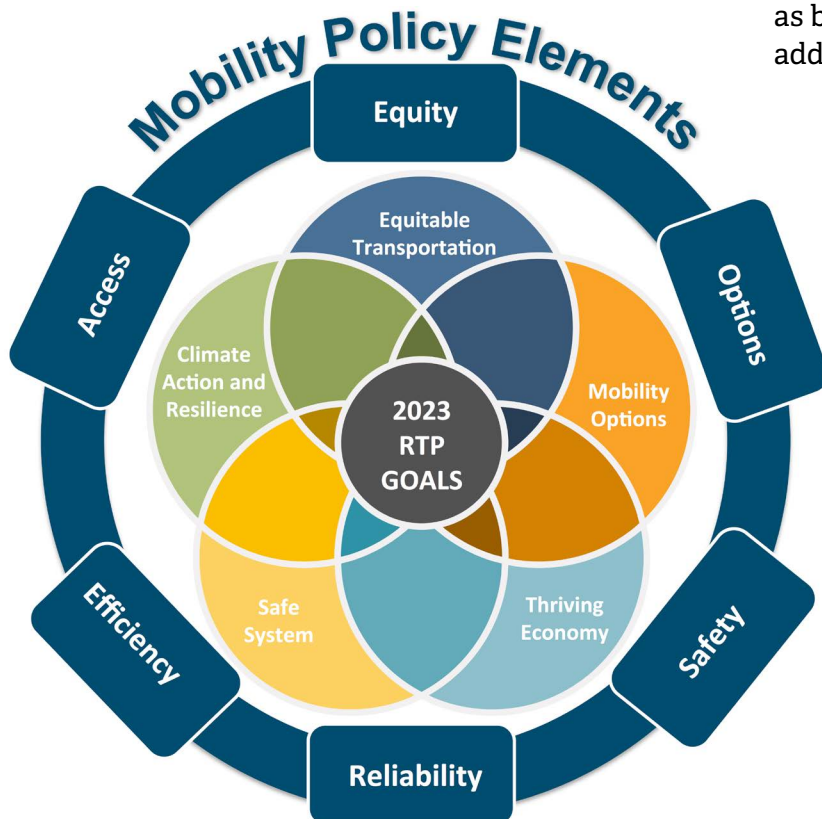 as b
add
Mobility Policy Elements
Equity
Access
Options
Equitable
Transportation
Climate
Action and
Resilience
Mobility
Options
2023
RTP
GOALS
Safe
System
Thriving
Economy
Efficiency
Safety
Reliability